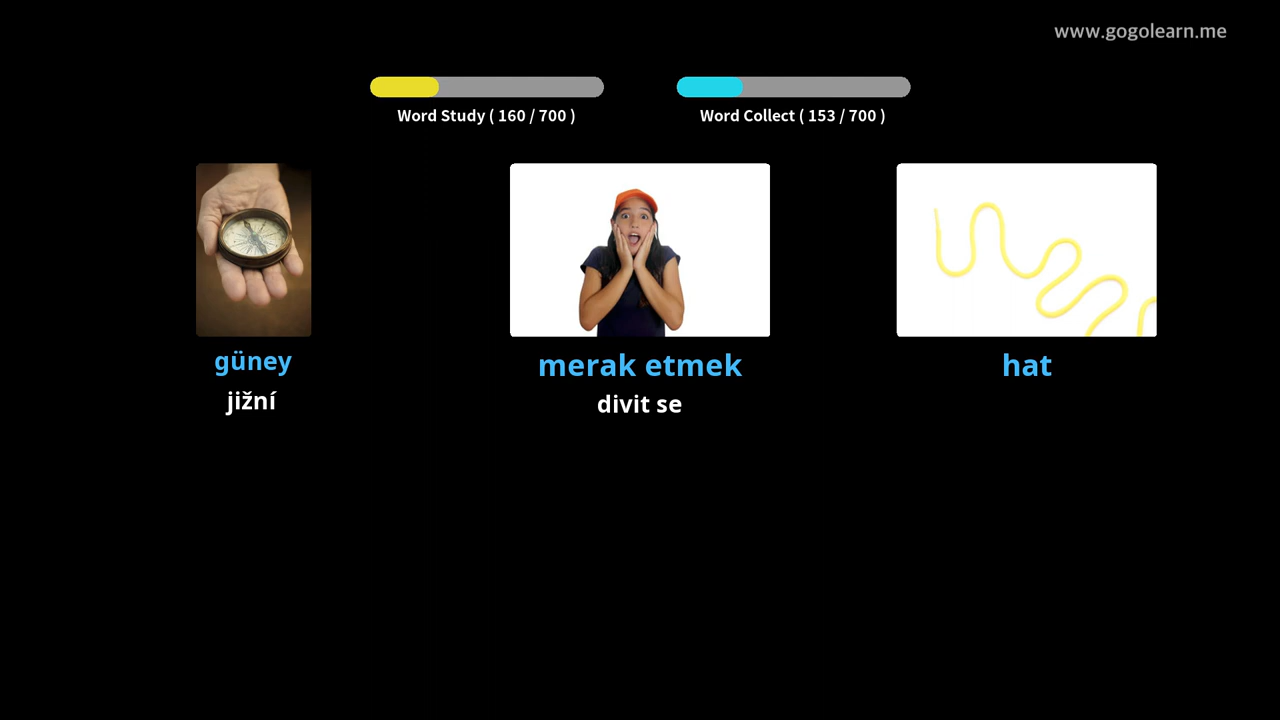 www.gogolearn.me
Word Study ( 160 / 700 )
Word Collect ( 153 / 700 )
güney
merak etmek
hat
jižní
divit se